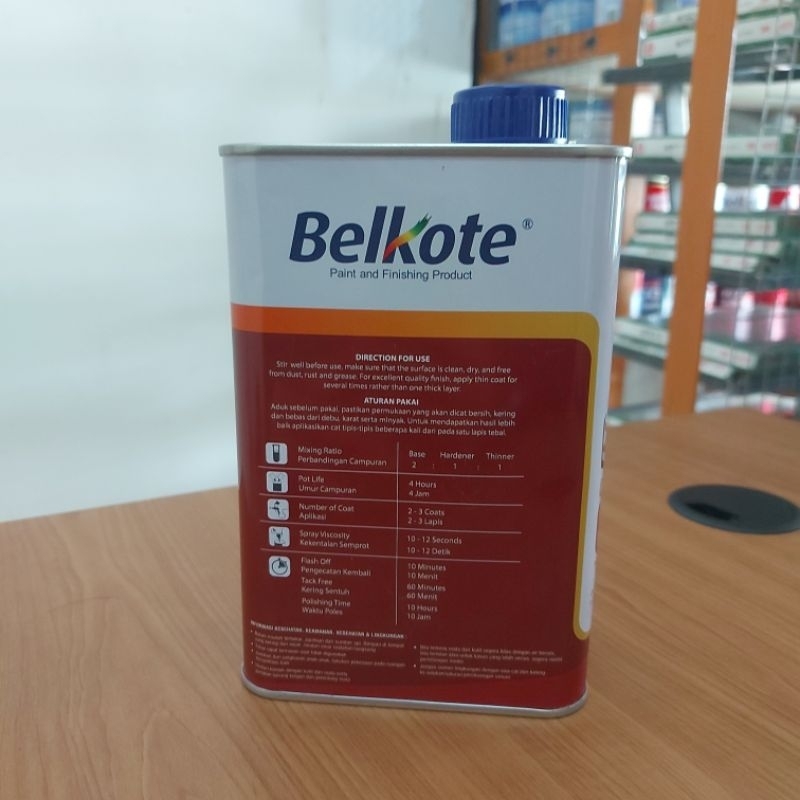 Belkote®
Paint and Finishing Product
DIRECTION FOR USE
Stir well before use, make sure that the surface is clean, dry, and free
from dust, rust and grease. For excellent quality finish, apply thin coat for
several times rather than one thick layer.
ATURAN PAKAI
Aduk sebelum pakai, pastikan permukaan yang akan dicat bersih, kering
dan bebas dari debu, karat serta minyak. Untuk mendapatkan hasil lebih
baik aplikasikan cat tipis-tipis beberapa kali dari pada satu lapis tebal.
Mixing Ratio Base Hardener Thinner
Perbandingan Campuran 2 : 1 : 1
Pot Life 4 Hours
Umur Campuran 4 Jam
Number of Coat 2 - 3 Coats
Aplikasi 2 - 3 Lapis
Spray Viscosity 10 - 12 Seconds
Kekentalan Semprot 10 - 12 Detik
Flash Off 10 Minutes
Pengecatan Kembali 10 Menit
Tack Free 60 Minutes
Kering Sentuh 60 Menit
Polishing Time 10 Hours
Waktu Poles 10 Jam
INFORMASI KESEHATAN, KEAMANAN, KESEHATAN & LINGKUNGAN